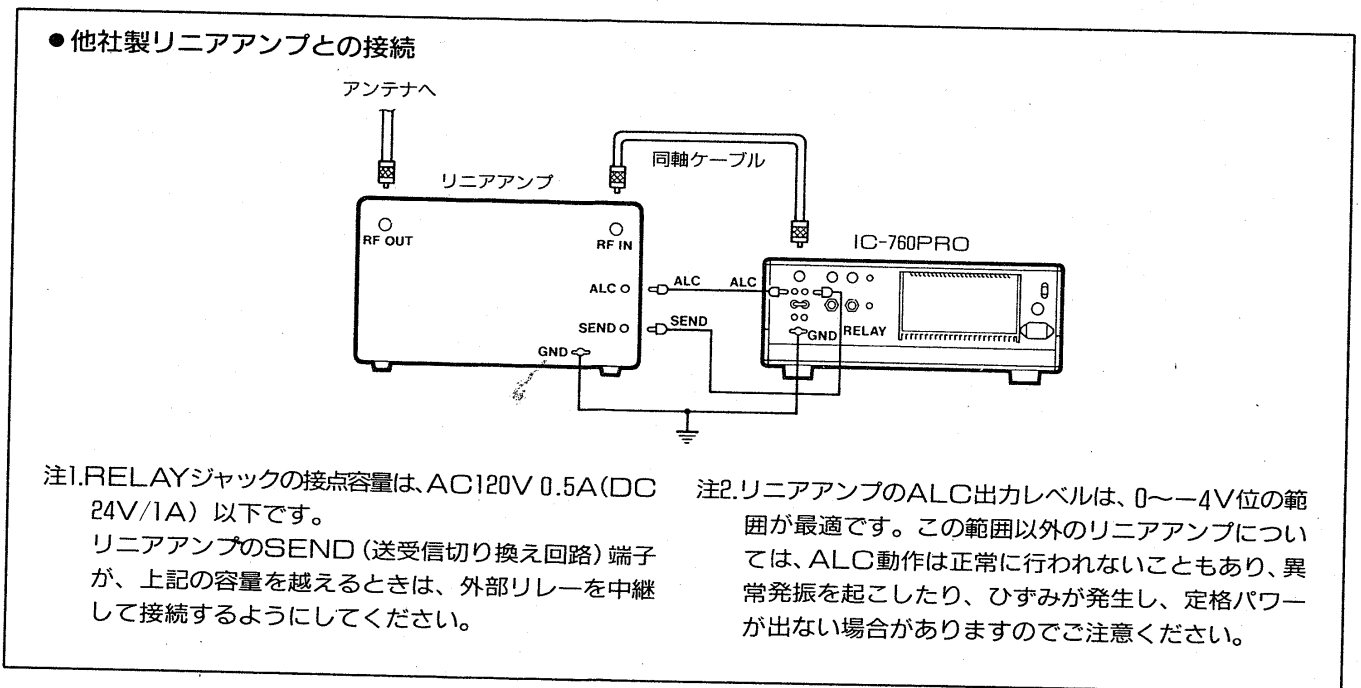 ●他社製リニアアンプとの接続
アンテナへ
同軸ケーブル
リニアアンプ
RF OUT
RF IN
IC-760PRO
ALC
ALC
ALC
SEND
SEND
GND
GND
RELAY
注1.RELAYジャックの接点容量は、AC120V 0.5A(DC
24V/1A)以下です。
リニアアンプのSEND(送受信切り換え回路)端子
が、上記の容量を越えるときは、外部リレーを中継
して接続するようにしてください。
注2.リニアアンプのALC出力レベルは、0〜−4V位の範
囲が最適です。この範囲以外のリニアアンプについ
ては、ALC動作は正常に行われないこともあり、異
常発振を起こしたり、ひずみが発生し、定格パワー
が出ない場合がありますのでご注意ください。